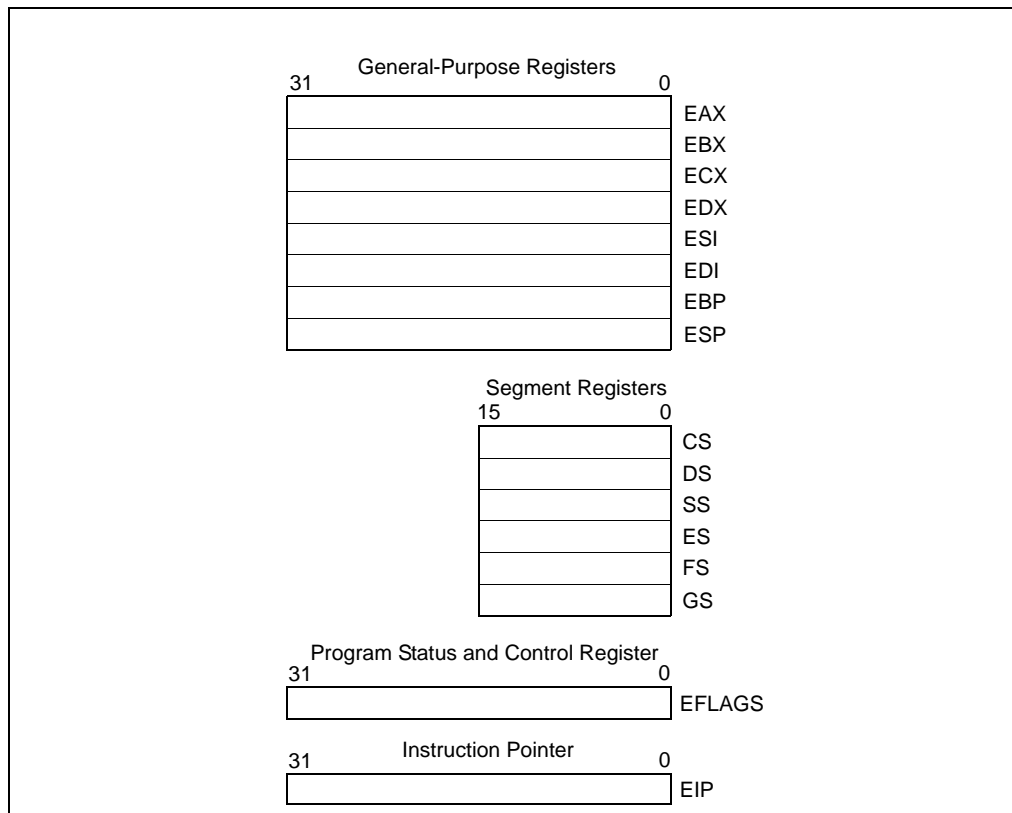 General-Purpose Registers
31 0
EAX
EBX
ECX
EDX
ESI
EDI
EBP
ESP
Segment Registers
15 0
CS
DS
SS
ES
FS
GS
Program Status and Control Register
31 0
EFLAGS
Instruction Pointer
31 0
EIP